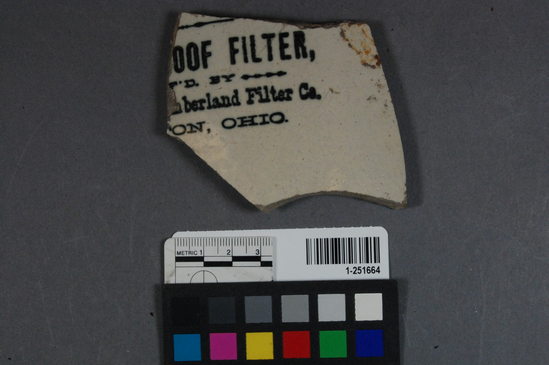 OOF FILTER,
'D. BY
berland Filter Co.
ON, OHIO.
METRIC 1 2 3
1-251664